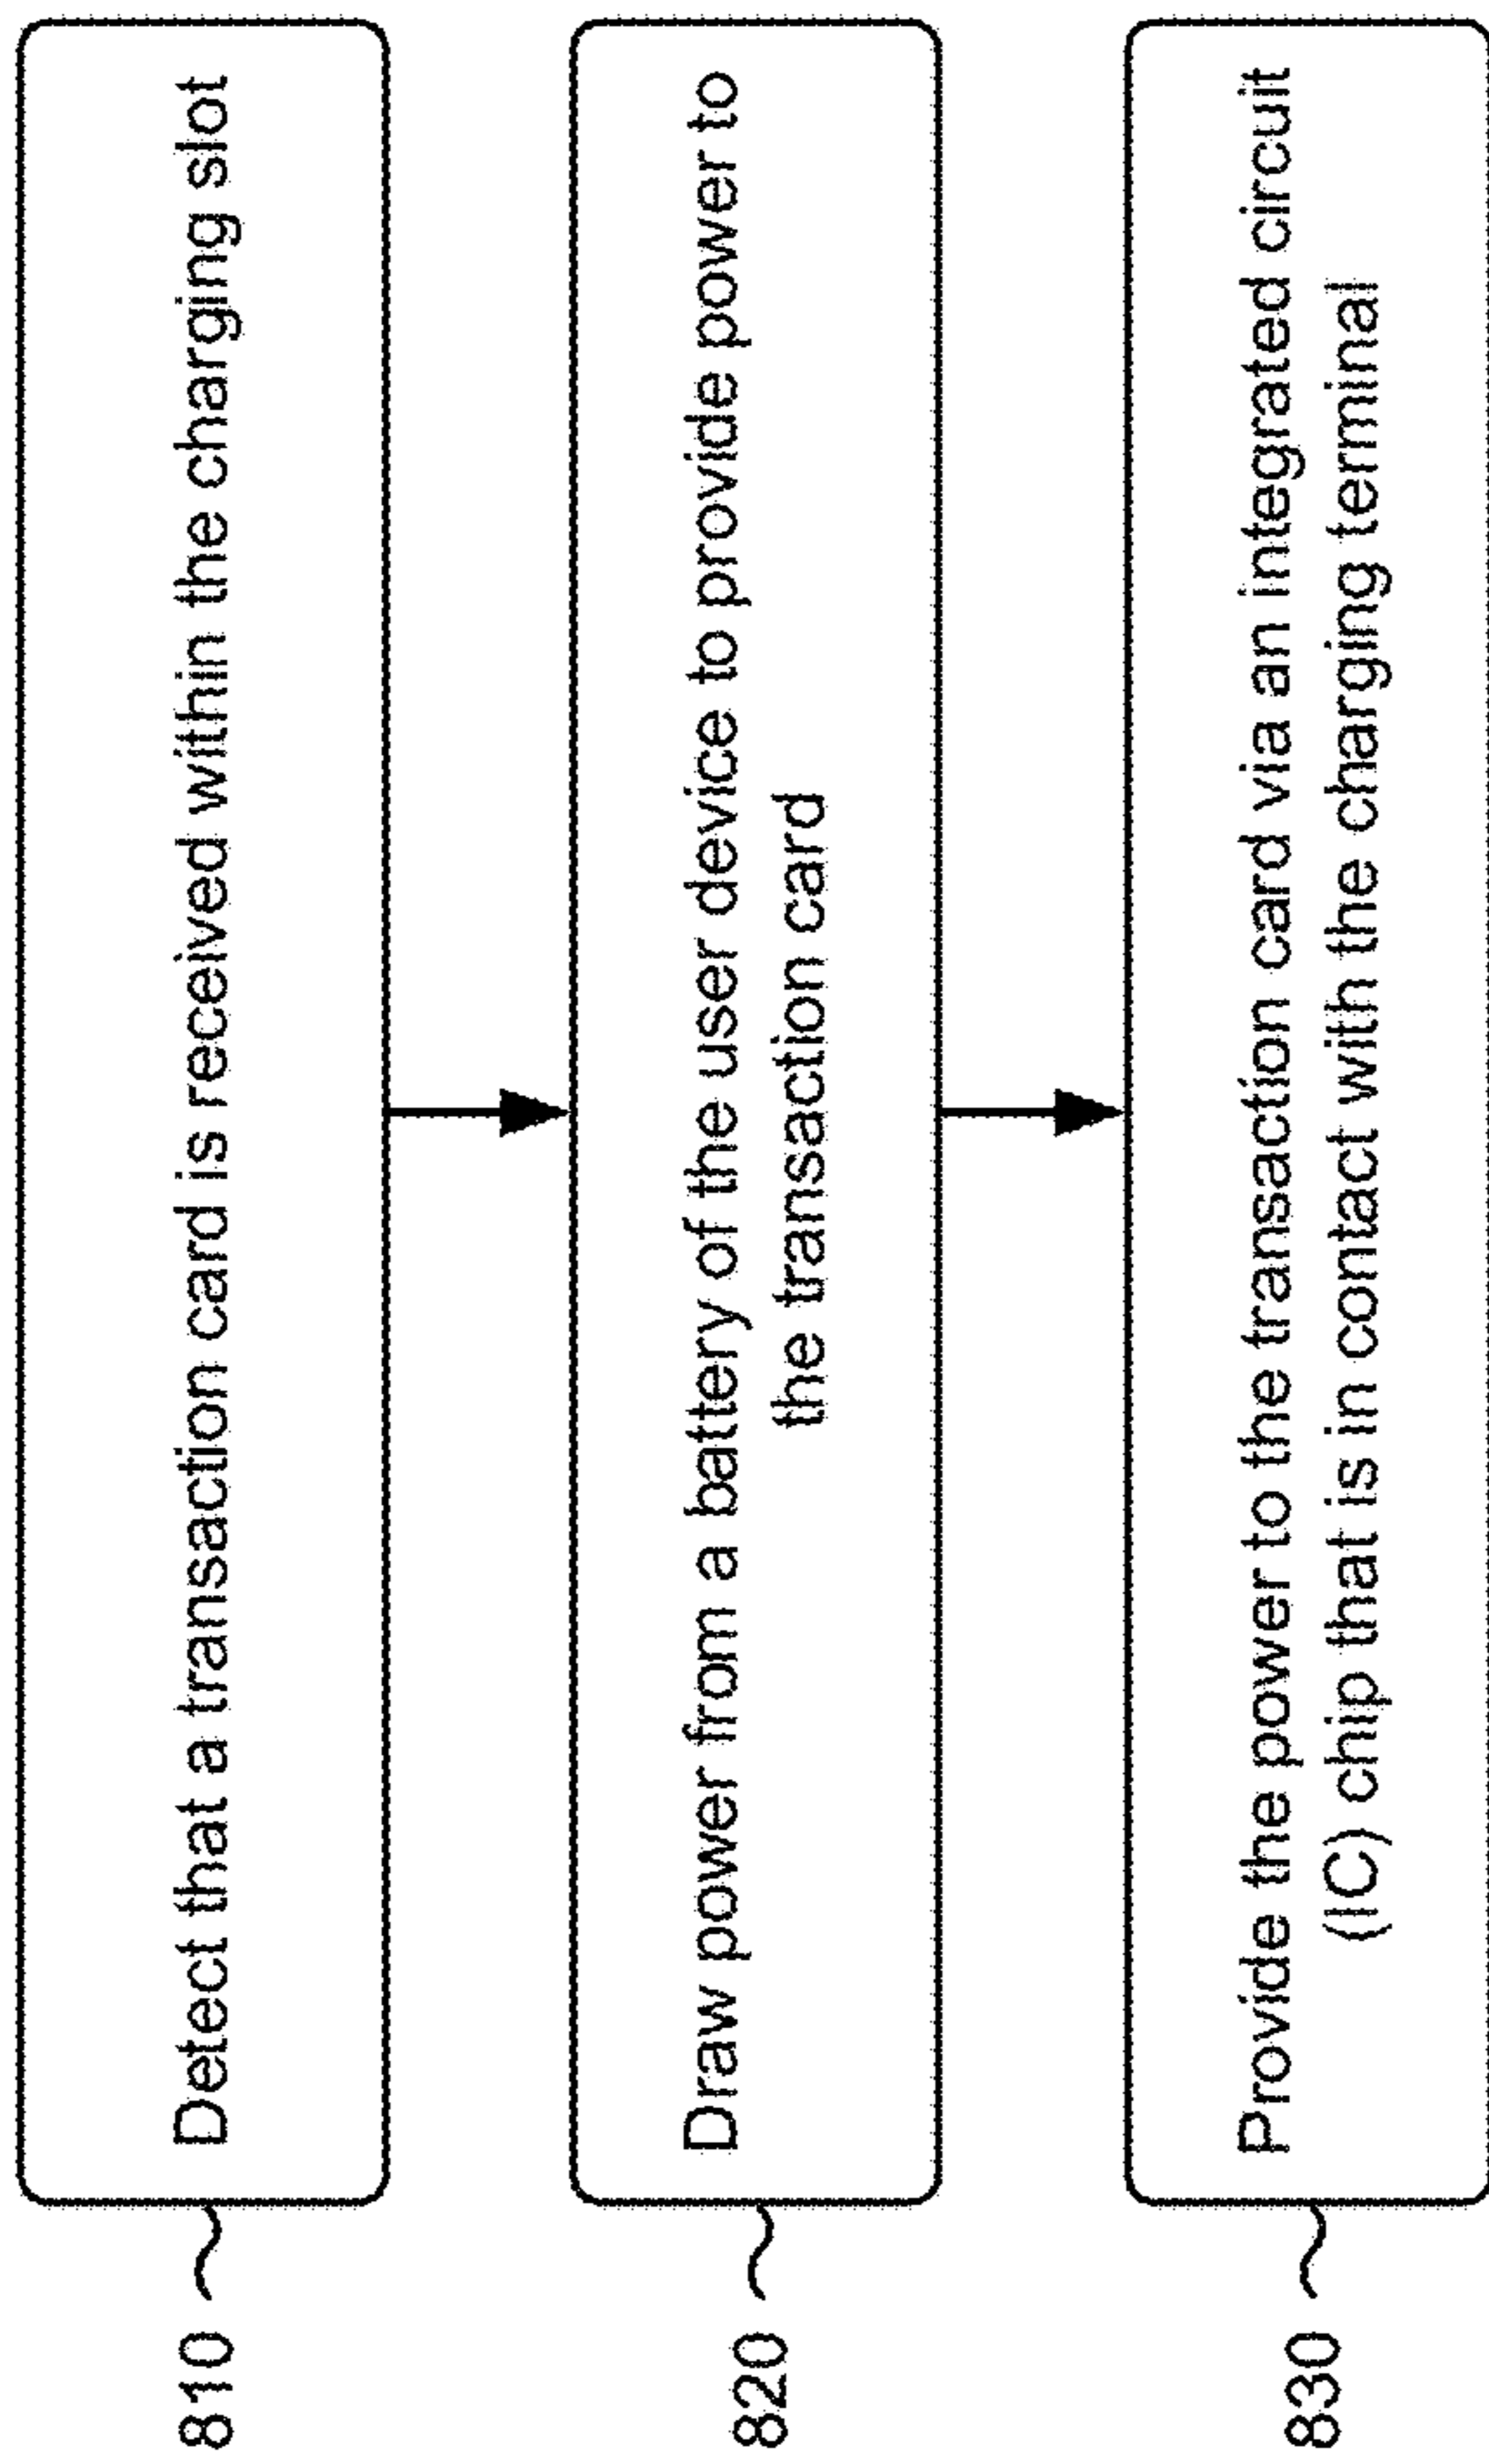 810
Detect that a transaction card is received within the charging slot
820
Draw power from a battery of the user device to provide power to
the transaction card
830
Provide the power to the transaction card via an integrated circuit
(IC) chip that is in contact with the charging terminal